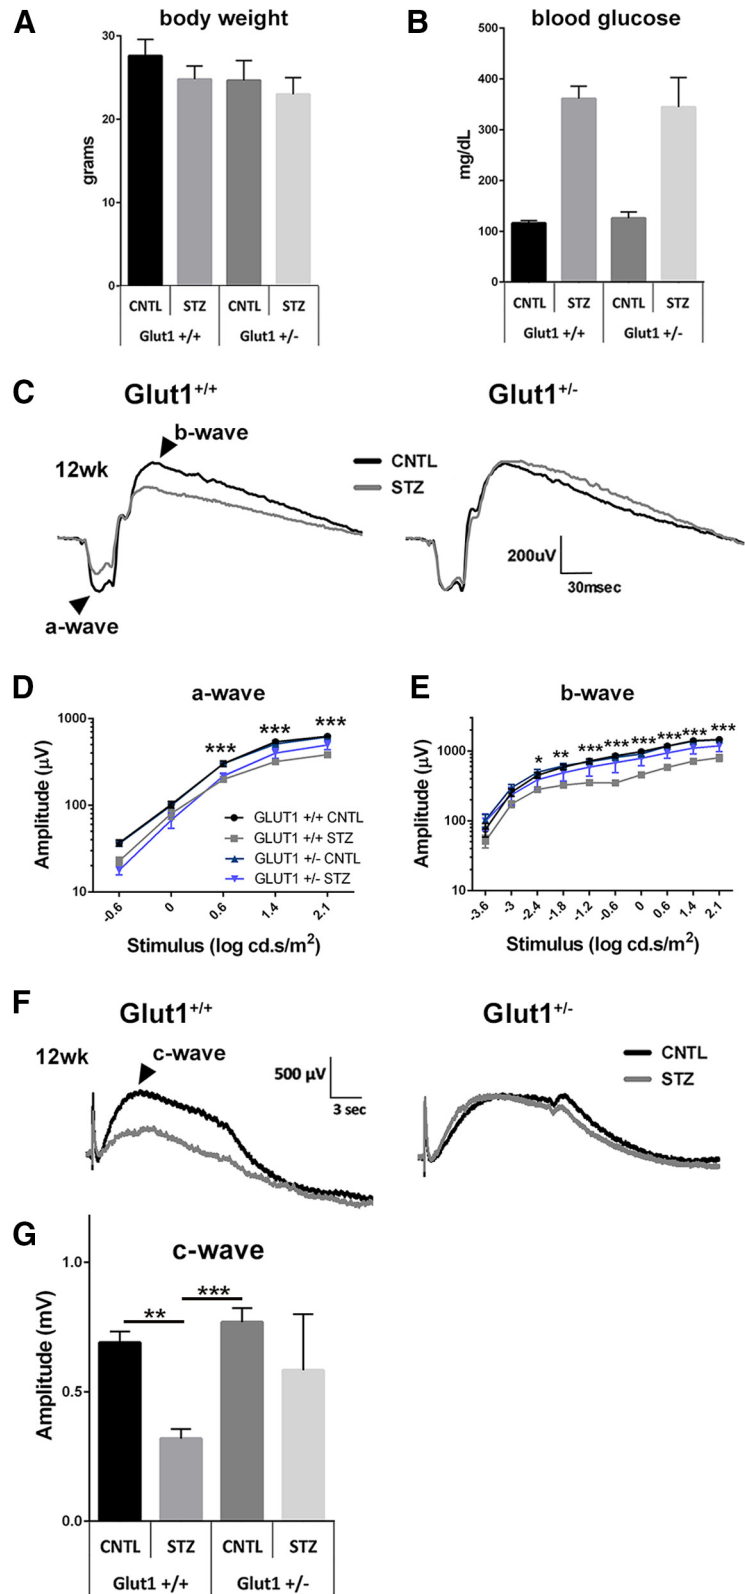 A
body weight
30
20
10
0
grams
CNTL STZ CNTL STZ
Glut1 +/+ Glut1 +/-
B
blood glucose
500
400
300
200
100
0
mg/dL
CNTL STZ CNTL STZ
Glut1 +/+ Glut1 +/-
C
Glut1+/+ Glut1+/-
b-wave
12wk
CNTL
STZ
a-wave
200uV
30msec
D
a-wave
1000
100
10
Amplitude (μV)
*** *** ***
GLUT1 +/+ CNTL
GLUT1 +/+ STZ
GLUT1 +/- CNTL
GLUT1 +/- STZ
-0.6 0 0.6 1.4 2.1
Stimulus (log cd.s/m2)
E
b-wave
1000
100
10
Amplitude (μV)
* ** *** *** *** *** *** ***
-3.6 -3 -2.4 -1.8 -1.2 -0.6 0 0.6 1.4 2.1
Stimulus (log cd.s/m2)
F
Glut1+/+ Glut1+/-
12wk
c-wave
500 μV
3 sec
CNTL
STZ
G
c-wave
1.0
0.5
0.0
Amplitude (mV)
** ***
CNTL STZ CNTL STZ
Glut1 +/+ Glut1 +/-